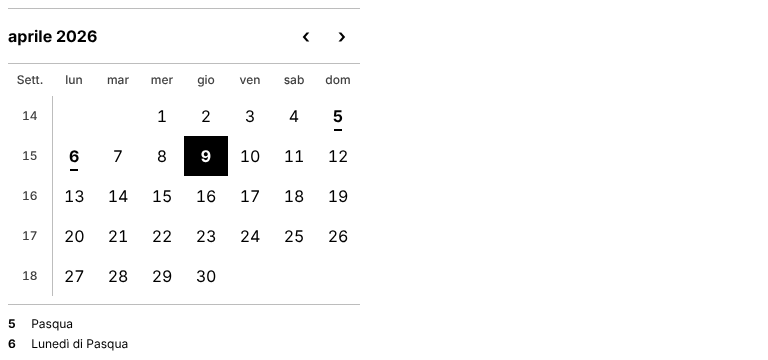 aprile 2026
Sett. lun mar mer gio ven sab dom
14 1 2 3 4 5
15 6 7 8 9 10 11 12
16 13 14 15 16 17 18 19
17 20 21 22 23 24 25 26
18 27 28 29 30
5 Pasqua
6 Lunedì di Pasqua